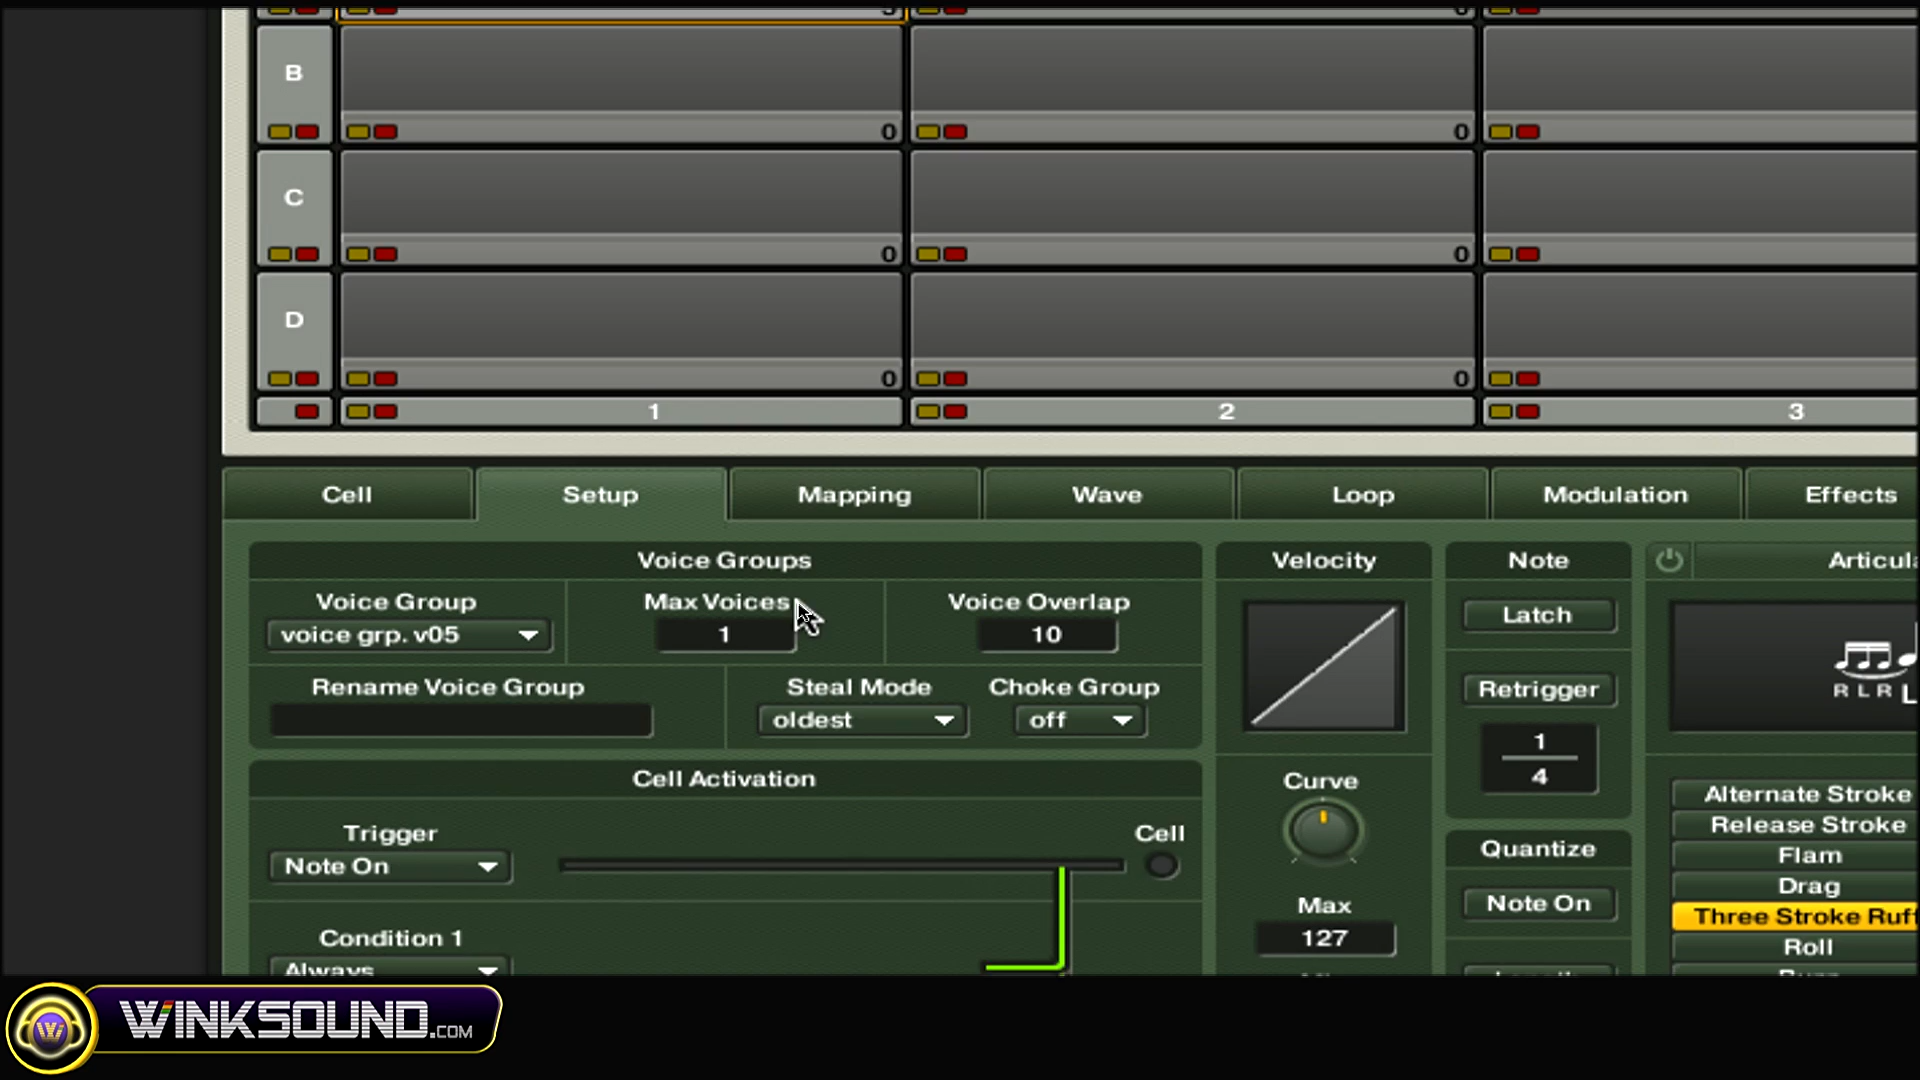 B
0
0
C
0
0
D
0
0
1
2
3
Cell
Setup
Mapping
Wave
Loop
Modulation
Effects
Voice Groups
Voice Group
voice grp. v05
Max Voices
1
Voice Overlap
10
Rename Voice Group
Steal Mode
oldest
Choke Group
off
Cell Activation
Trigger
Note On
Cell
Condition 1
Always
Velocity
Curve
Max
127
Note
Latch
Retrigger
1
4
Quantize
Note On
R L R L
Alternate Stroke
Release Stroke
Flam
Drag
Three Stroke Ruff
Roll
WINKSOUND.COM